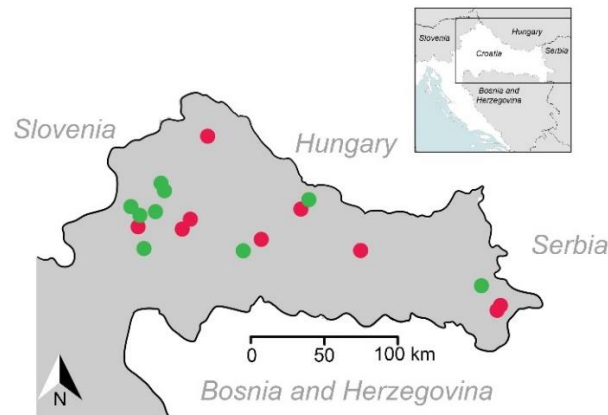 Slovenia
Hungary
Croatia
Serbia
Bosnia and
Herzegovina
Slovenia
Hungary
Serbia
0 50 100 km
Bosnia and Herzegovina
N